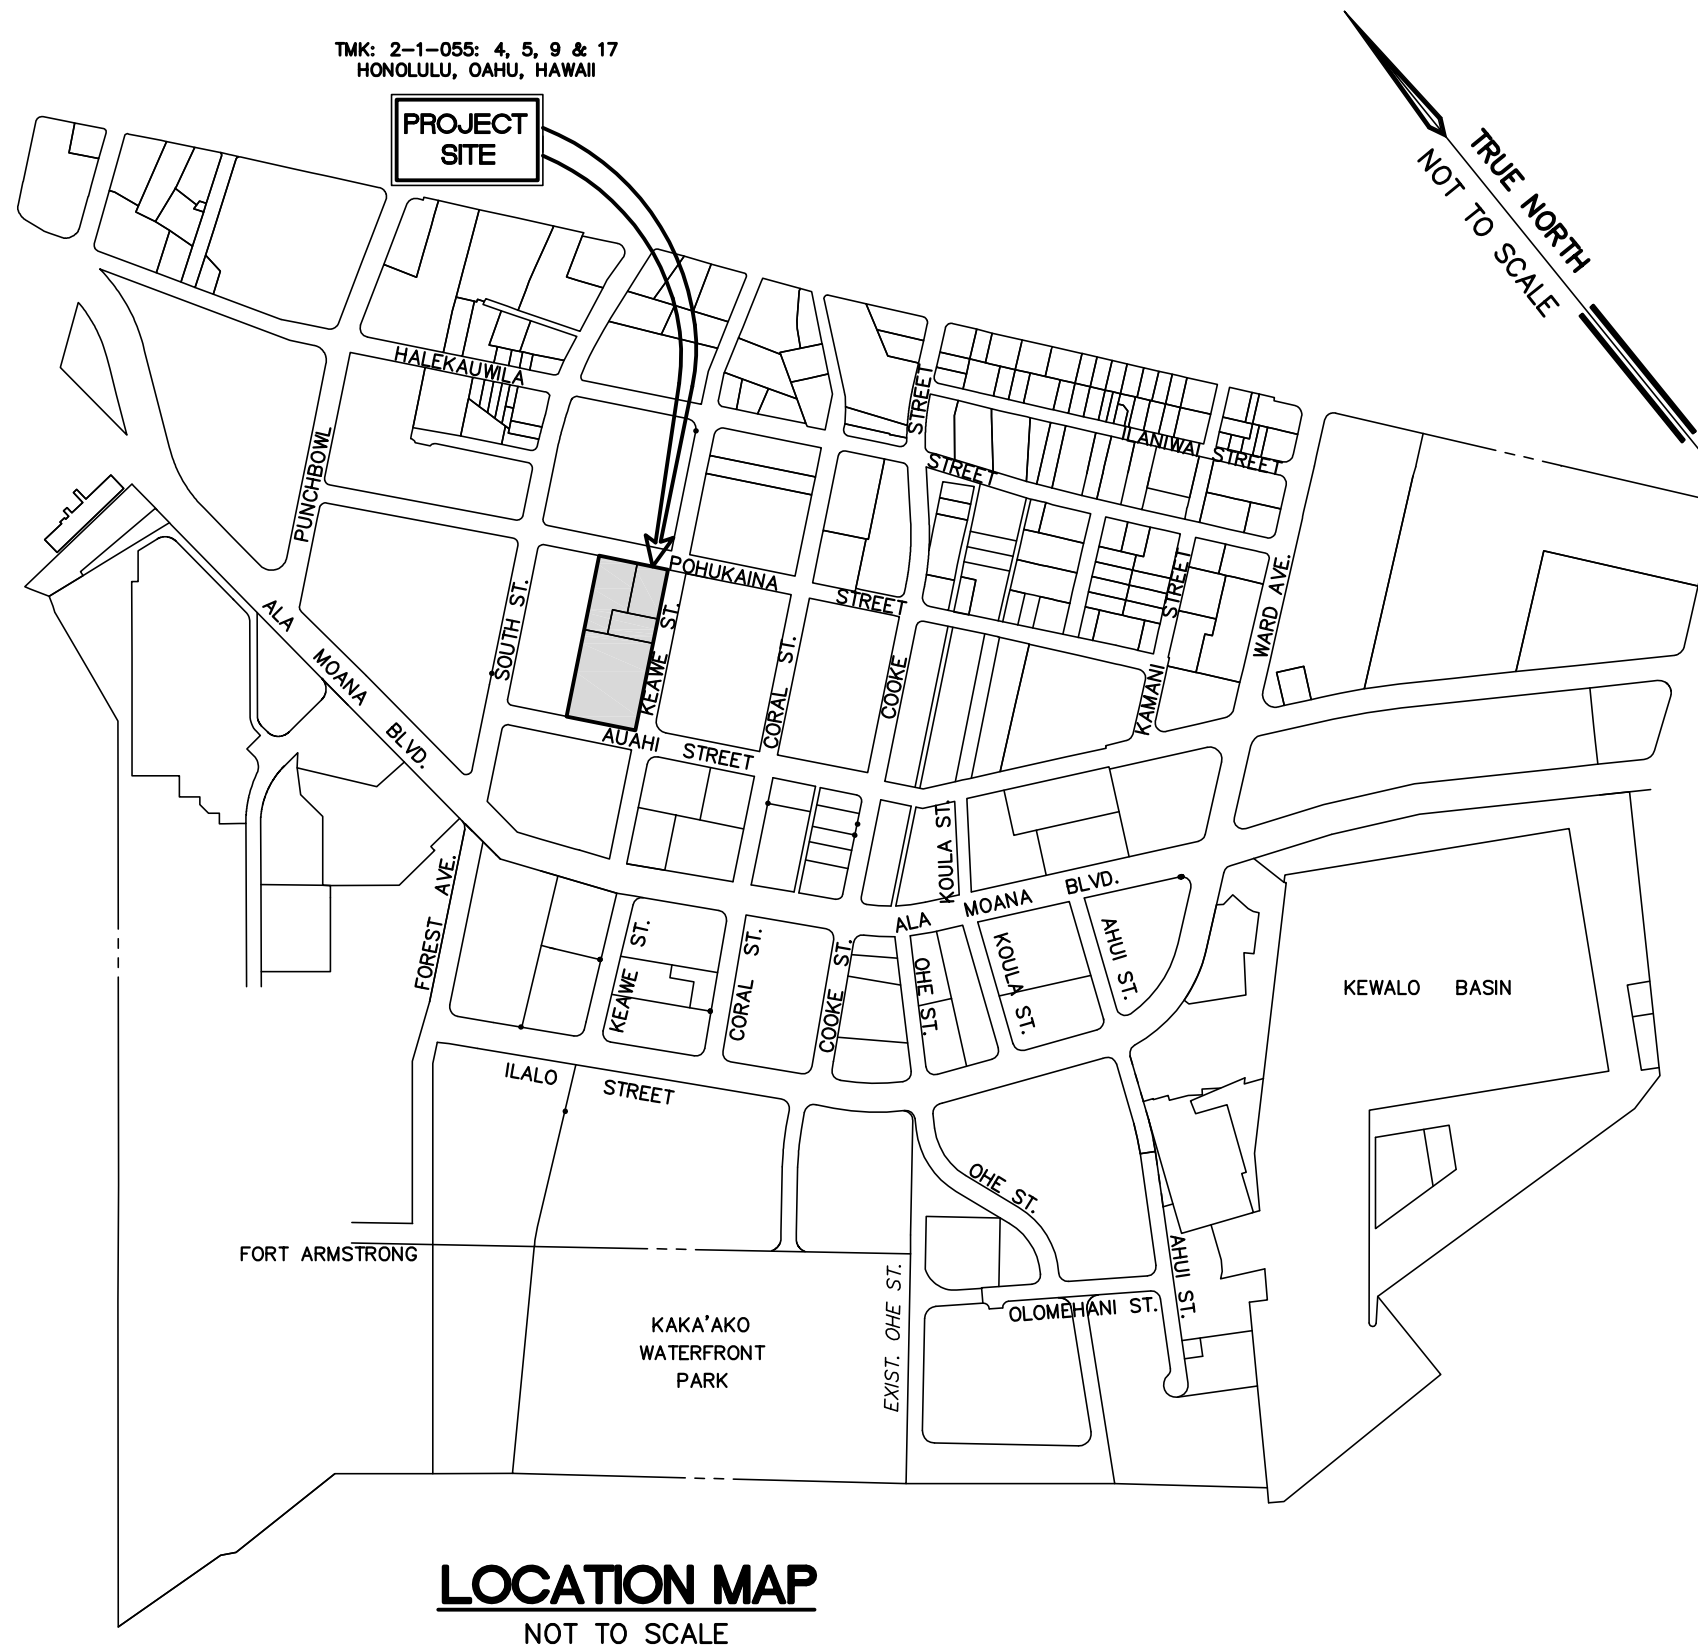 TMK: 2-1-055: 4, 5, 9 & 17
HONOLULU, OAHU, HAWAII
PROJECT
SITE
TRUE NORTH
NOT TO SCALE
HALEKAUWILA
STREET
STREET
ILANIWAI STREET
PUNCHBOWL
POHUKAINA
STREET
STREET
WARD AVE.
SOUTH ST.
KEAWE ST.
CORAL ST.
COOKE
KAMANI
ALA MOANA BLVD.
AUAHI STREET
KOULA ST.
ALA MOANA BLVD.
FOREST AVE.
KEAWE ST.
CORAL ST.
COOKE ST.
OHE ST.
KOULA ST.
AHUI ST.
KEWALO BASIN
ILALO STREET
OHE ST.
FORT ARMSTRONG
AHUI ST.
OLOMEHANI ST.
EXIST. OHE ST.
KAKA'AKO
WATERFRONT
PARK
LOCATION MAP
NOT TO SCALE